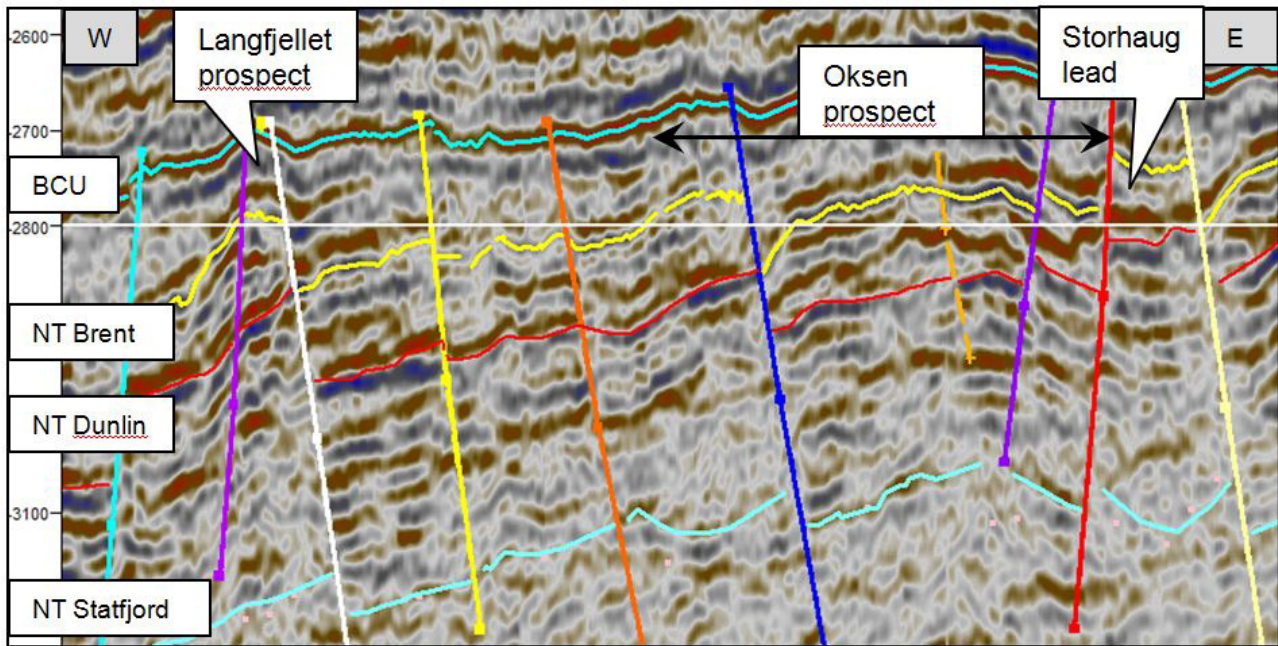 W
Langfjellet
prospect
Oksen
prospect
Storhaug
lead
E
-2600
-2700
BCU
-2800
NT Brent
NT Dunlin
-3100
NT Statfjord